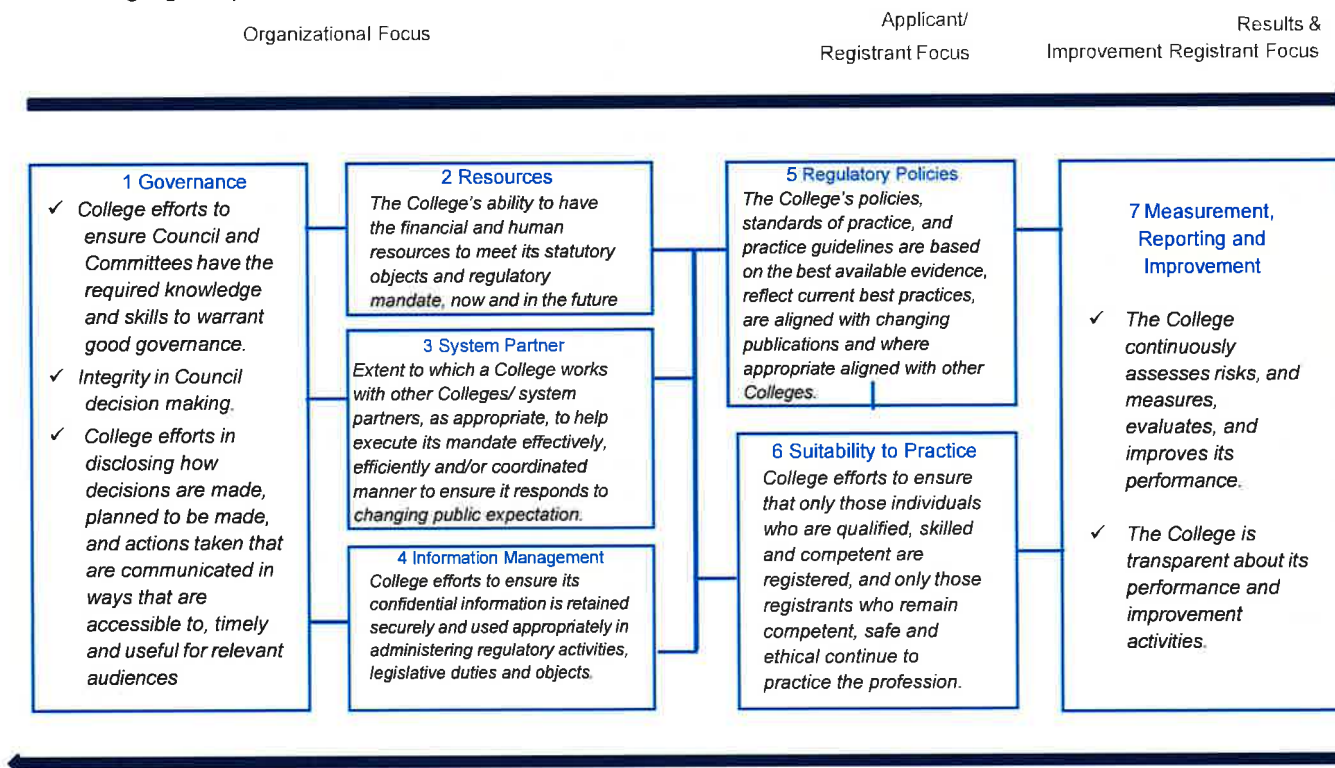 Organizational Focus
Applicant/
Registrant Focus
Results &
Improvement Registrant Focus
1 Governance
✓ College efforts to
ensure Council and
Committees have the
required knowledge
and skills to warrant
good governance.
✓ Integrity in Council
decision making.
✓ College efforts in
disclosing how
decisions are made,
planned to be made,
and actions taken that
are communicated in
ways that are
accessible to, timely
and useful for relevant
audiences
2 Resources
The College's ability to have
the financial and human
resources to meet its statutory
objects and regulatory
mandate, now and in the future
3 System Partner
Extent to which a College works
with other Colleges/ system
partners, as appropriate, to help
execute its mandate effectively,
efficiently and/or coordinated
manner to ensure it responds to
changing public expectation.
4 Information Management
College efforts to ensure its
confidential information is retained
securely and used appropriately in
administering regulatory activities,
legislative duties and objects.
5 Regulatory Policies
The College's policies,
standards of practice, and
practice guidelines are based
on the best available evidence,
reflect current best practices,
are aligned with changing
publications and where
appropriate aligned with other
Colleges.
6 Suitability to Practice
College efforts to ensure
that only those individuals
who are qualified, skilled
and competent are
registered, and only those
registrants who remain
competent, safe and
ethical continue to
practice the profession.
7 Measurement,
Reporting and
Improvement
✓ The College
continuously
assesses risks, and
measures,
evaluates, and
improves its
performance.
✓ The College is
transparent about its
performance and
improvement
activities.